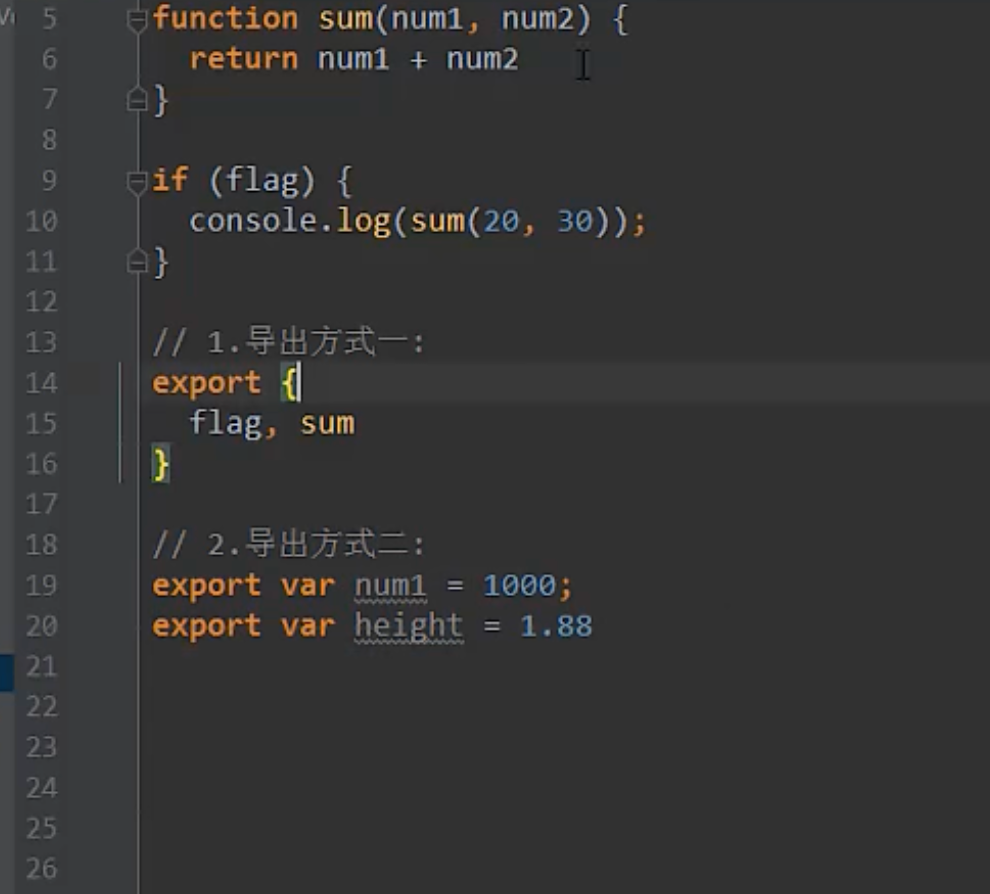 5 function sum(num1, num2) {
6 return num1 + num2
7 }
8
9 if (flag) {
10 console.log(sum(20, 30));
11 }
12
13 // 1.导出方式一:
14 export {
15 flag, sum
16 }
17
18 // 2.导出方式二:
19 export var num1 = 1000;
20 export var height = 1.88
21
22
23
24
25
26